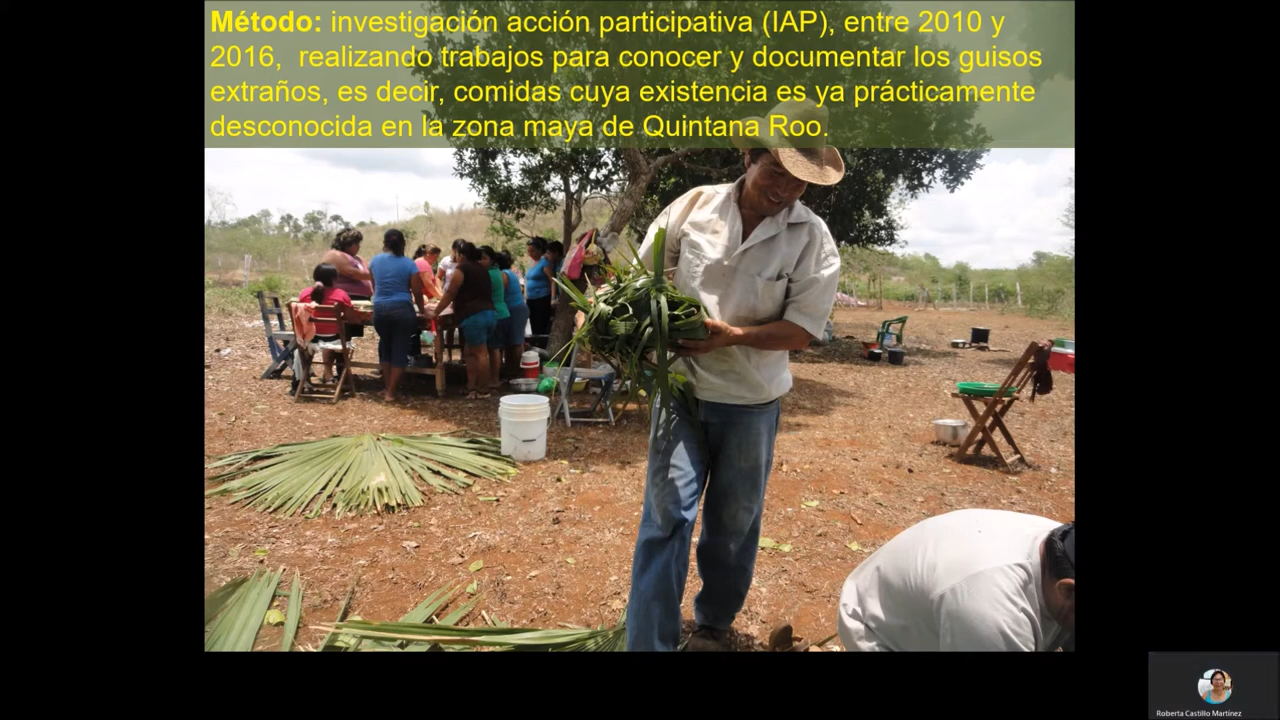 Método: investigación acción participativa (IAP), entre 2010 y
2016, realizando trabajos para conocer y documentar los guisos
extraños, es decir, comidas cuya existencia es ya prácticamente
desconocida en la zona maya de Quintana Roo.
Roberta Castillo Martínez